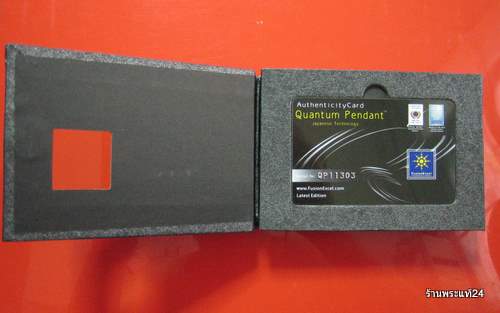 AuthenticityCard
Quantum Pendant
Japanese Technology
QP11303
www.FusionExcel.com
Latest Edition
FusionExcel
ร้านพระแท้24